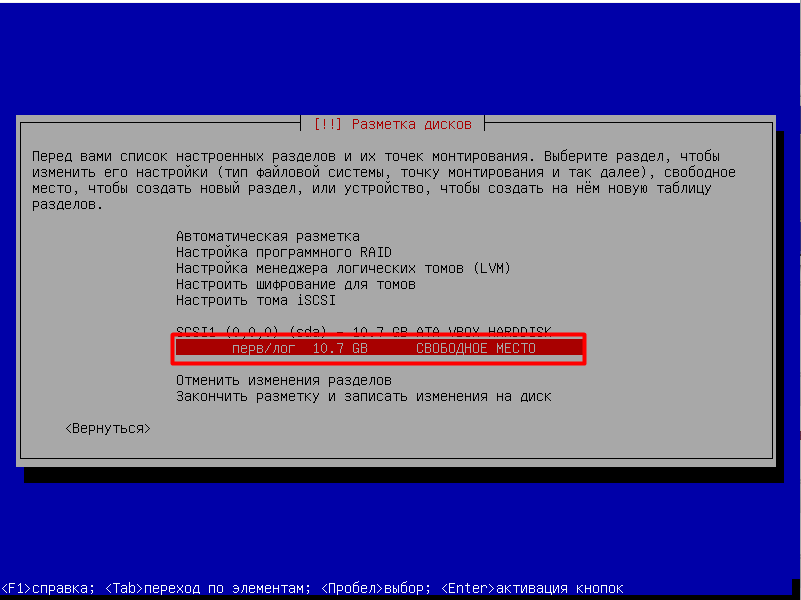 [!!] Разметка дисков
Перед вами список настроенных разделов и их точек монтирования. Выберите раздел, чтобы
изменить его настройки (тип файловой системы, точку монтирования и так далее), свободное
место, чтобы создать новый раздел, или устройство, чтобы создать на нём новую таблицу
разделов.
Автоматическая разметка
Настройка программного RAID
Настройка менеджера логических томов (LVM)
Настроить шифрование для томов
Настроить тома iSCSI
SCSI1 (0,0,0) (sda) - 10.7 GB ATA VBOX HARDDISK
перв/лог 10.7 GB СВОБОДНОЕ МЕСТО
Отменить изменения разделов
Закончить разметку и записать изменения на диск
<Вернуться>
<F1>справка; <Tab>переход по элементам; <Пробел>выбор; <Enter>активация кнопок